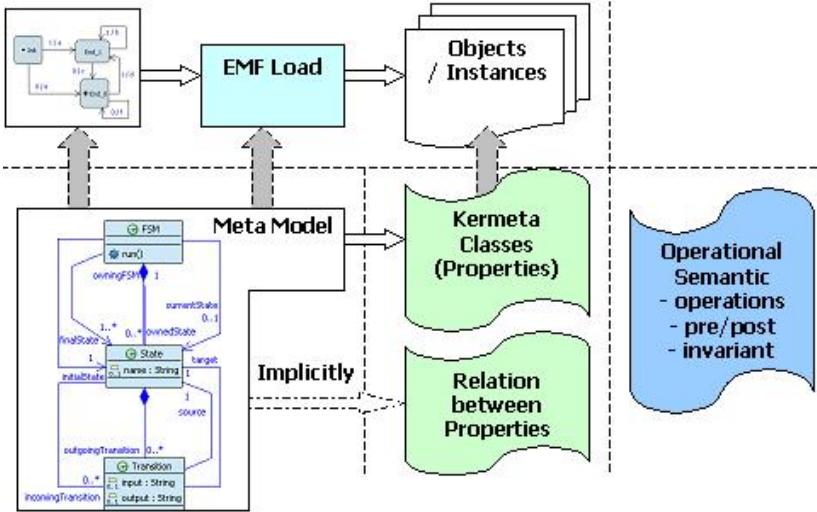 EMF Load
Objects
/ Instances
Meta Model
FSM
run()
owningFSM
1
currentState
0..1
1..*
0..*
ownedState
finalState
1
State
name : String
target
initialState
1
1
source
Implicitly
outgoingTransition
0..*
0..*
Transition
input : String
output : String
incomingTransition
Kermeta
Classes
(Properties)
Relation
between
Properties
Operational
Semantic
- operations
- pre/post
- invariant